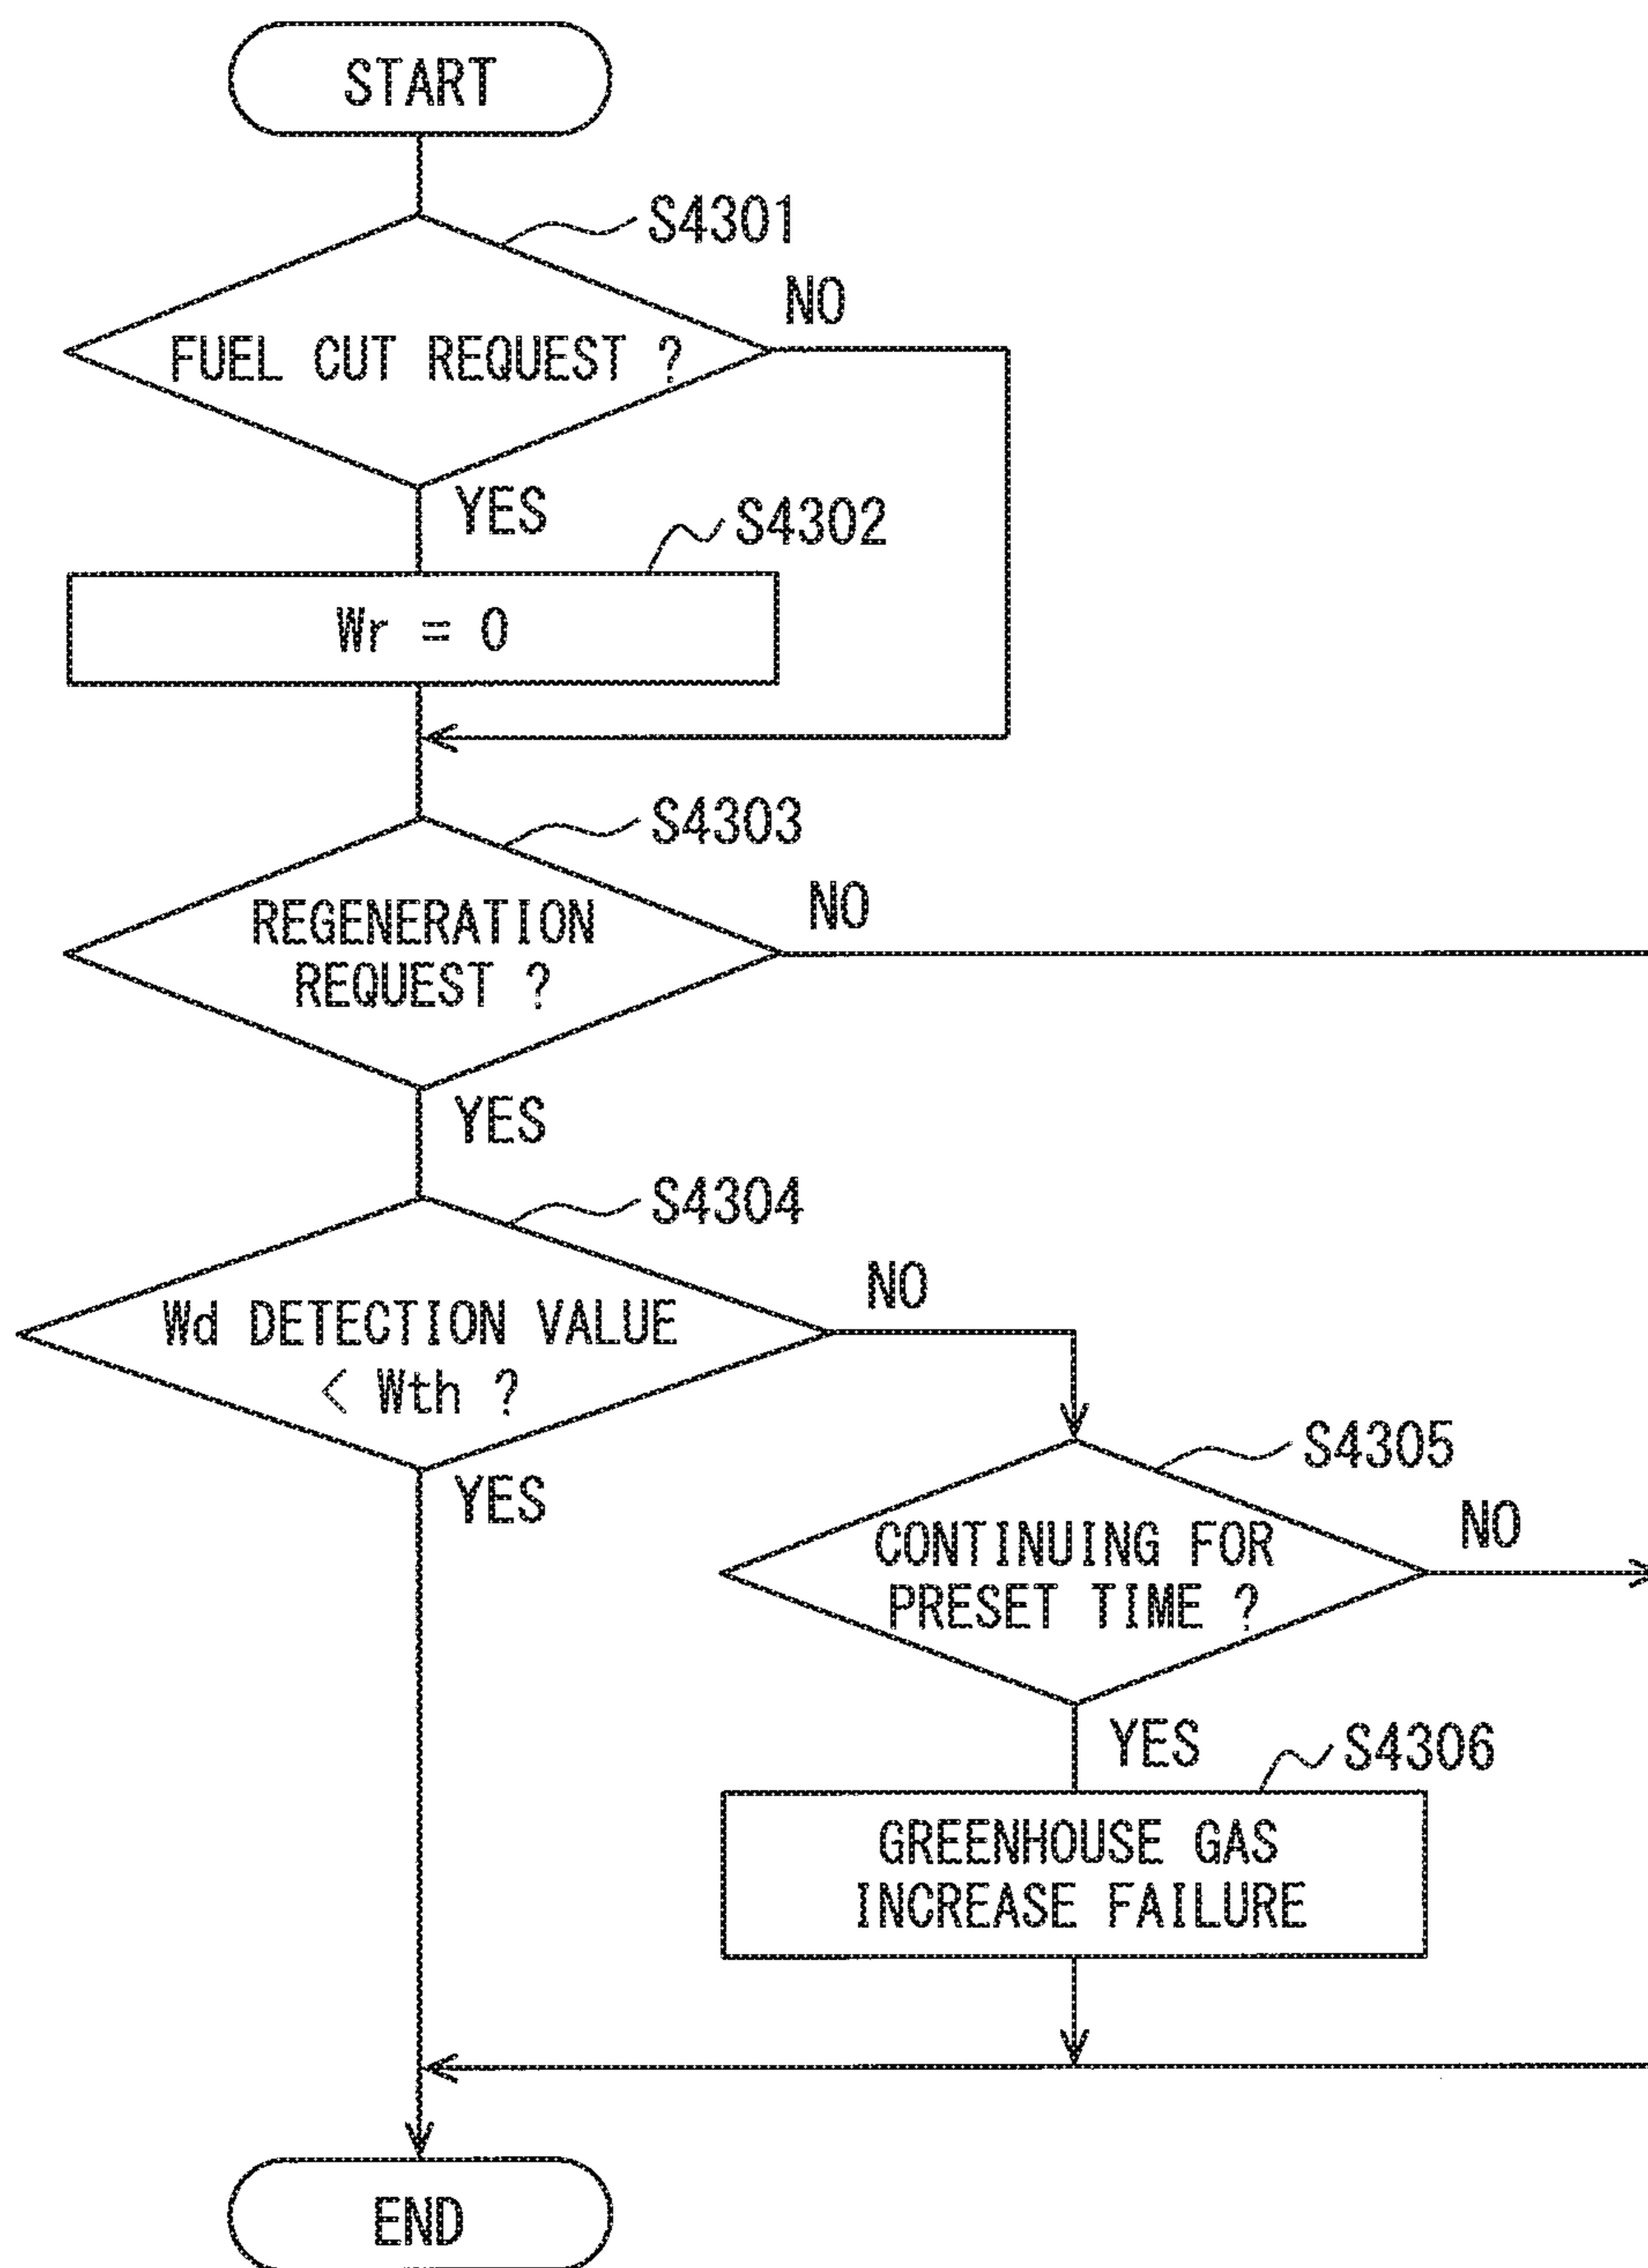 START
S4301
NO
FUEL CUT REQUEST ?
YES
S4302
Wr = 0
S4303
NO
REGENERATION
REQUEST ?
YES
S4304
NO
Wd DETECTION VALUE
< Wth ?
YES
S4305
NO
CONTINUING FOR
PRESET TIME ?
YES
S4306
GREENHOUSE GAS
INCREASE FAILURE
END